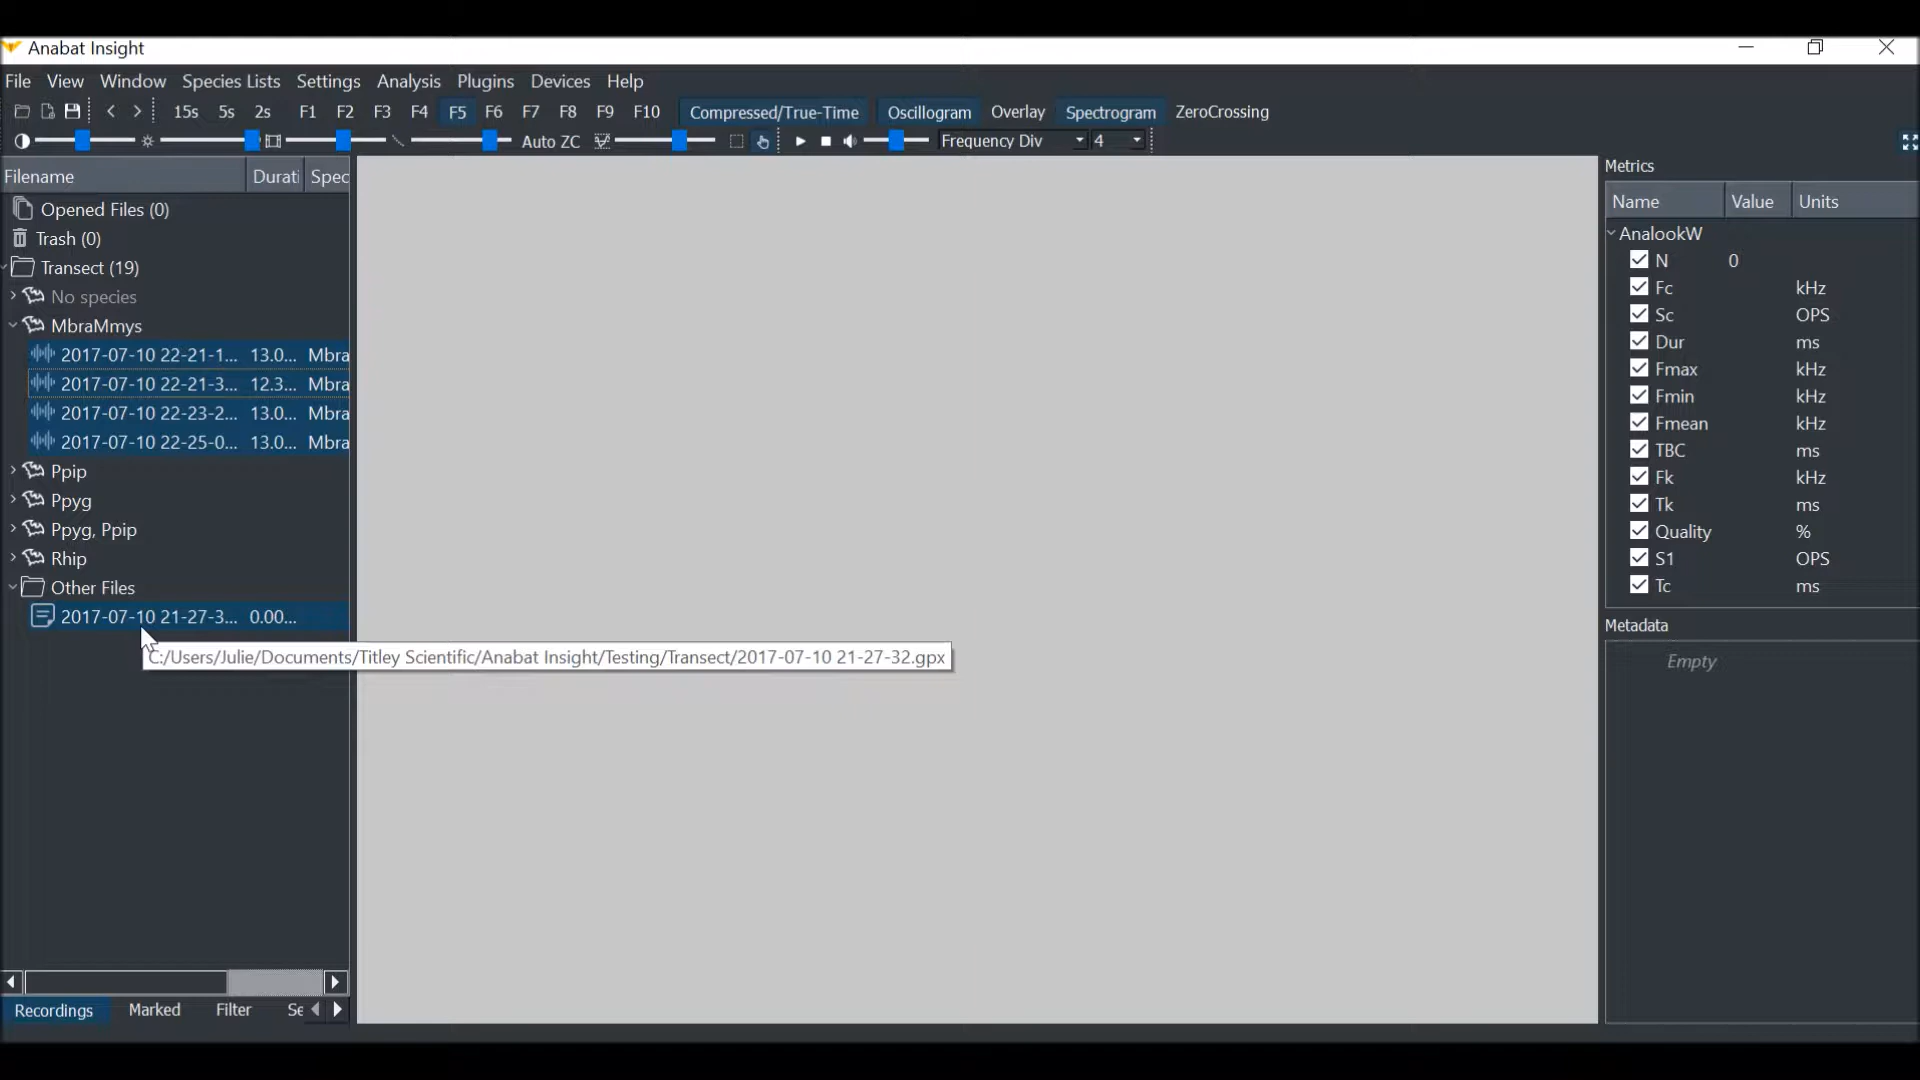 Anabat Insight
File View Window Species Lists Settings Analysis Plugins Devices Help
15s 5s 2s F1 F2 F3 F4 F5 F6 F7 F8 F9 F10 Compressed/True-Time Oscillogram Overlay Spectrogram ZeroCrossing
Auto ZC Frequency Div 4
Filename Durati Spec
Opened Files (0)
Trash (0)
Transect (19)
No species
MbraMmys
2017-07-10 22-21-1... 13.0... Mbra
2017-07-10 22-21-3... 12.3... Mbra
2017-07-10 22-23-2... 13.0... Mbra
2017-07-10 22-25-0... 13.0... Mbra
Ppip
Ppyg
Ppyg, Ppip
Rhip
Other Files
2017-07-10 21-27-3... 0.00...
C:/Users/Julie/Documents/Titley Scientific/Anabat Insight/Testing/Transect/2017-07-10 21-27-32.gpx
Recordings Marked Filter Se
Metrics
Name Value Units
AnalookW
N 0
Fc kHz
Sc OPS
Dur ms
Fmax kHz
Fmin kHz
Fmean kHz
TBC ms
Fk kHz
Tk ms
Quality %
S1 OPS
Tc ms
Metadata
Empty